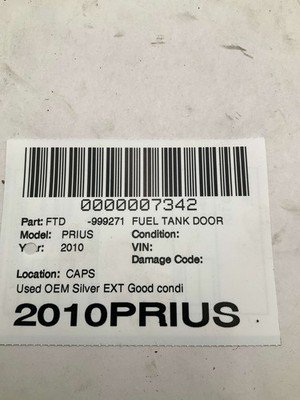 0000007342
Part: FTD -999271 FUEL TANK DOOR
Model: PRIUS Condition:
2010 VIN:
Damage Code:
Location: CAPS
Used OEM Silver EXT Good condi
2010PRIUS